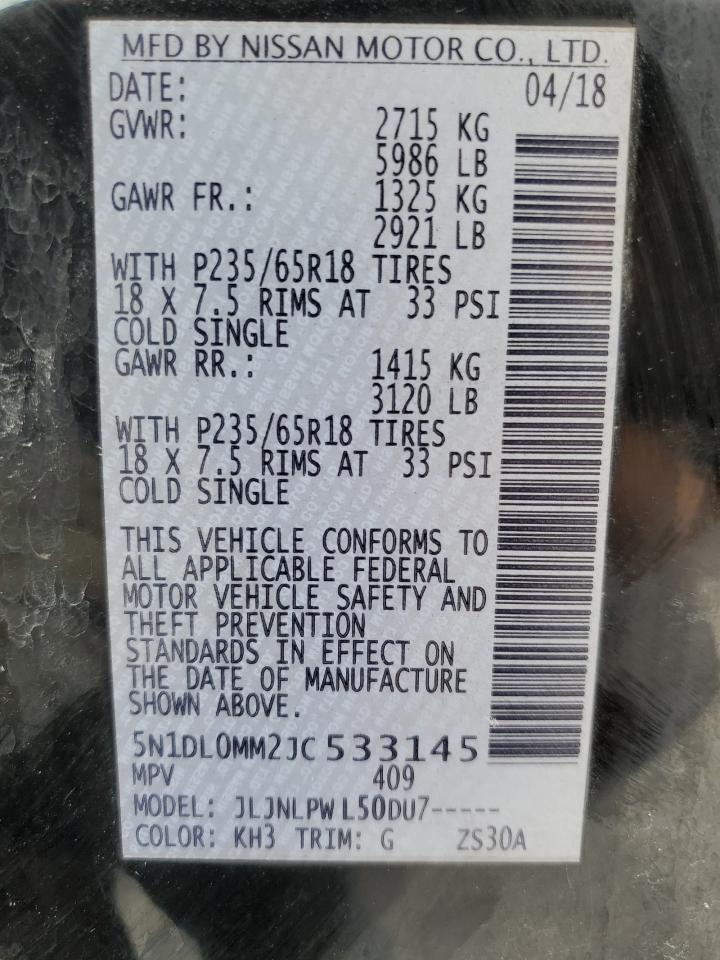 MFD BY NISSAN MOTOR CO., LTD.
DATE: 04/18
GVWR: 2715 KG
5986 LB
GAWR FR.: 1325 KG
2921 LB
WITH P235/65R18 TIRES
18 X 7.5 RIMS AT 33 PSI
COLD SINGLE
GAWR RR.: 1415 KG
3120 LB
WITH P235/65R18 TIRES
18 X 7.5 RIMS AT 33 PSI
COLD SINGLE
THIS VEHICLE CONFORMS TO
ALL APPLICABLE FEDERAL
MOTOR VEHICLE SAFETY AND
THEFT PREVENTION
STANDARDS IN EFFECT ON
THE DATE OF MANUFACTURE
SHOWN ABOVE.
5N1DL0MM2JC533145
MPV 409
MODEL: JLJNLPW L50DU7-----
COLOR: KH3 TRIM: G ZS30A